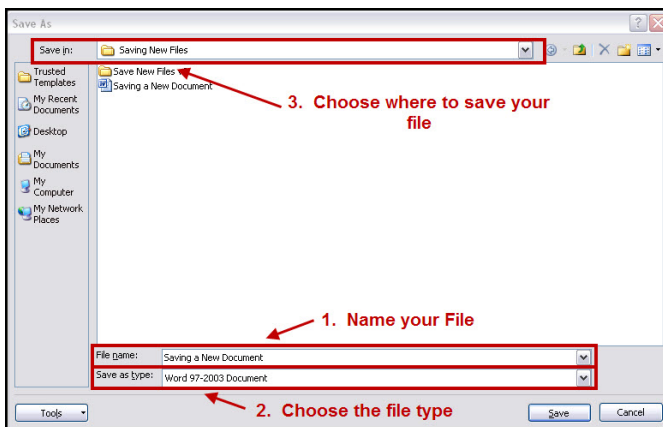 Save As
Save in:
Saving New Files
Trusted
Templates
My Recent
Documents
Desktop
My
Documents
My
Computer
My Network
Places
Save New Files
Saving a New Document
3. Choose where to save your
file
1. Name your File
File name:
Saving a New Document
Save as type:
Word 97-2003 Document
2. Choose the file type
Tools
Save
Cancel